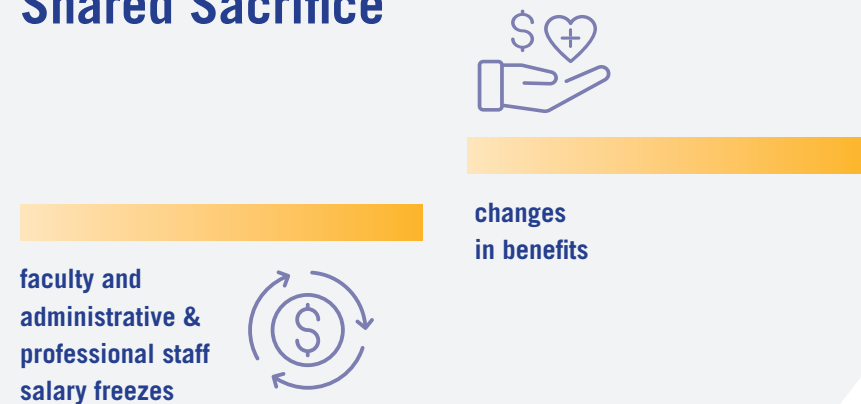 Shared Sacrifice
faculty and
administrative &
professional staff
salary freezes
changes
in benefits